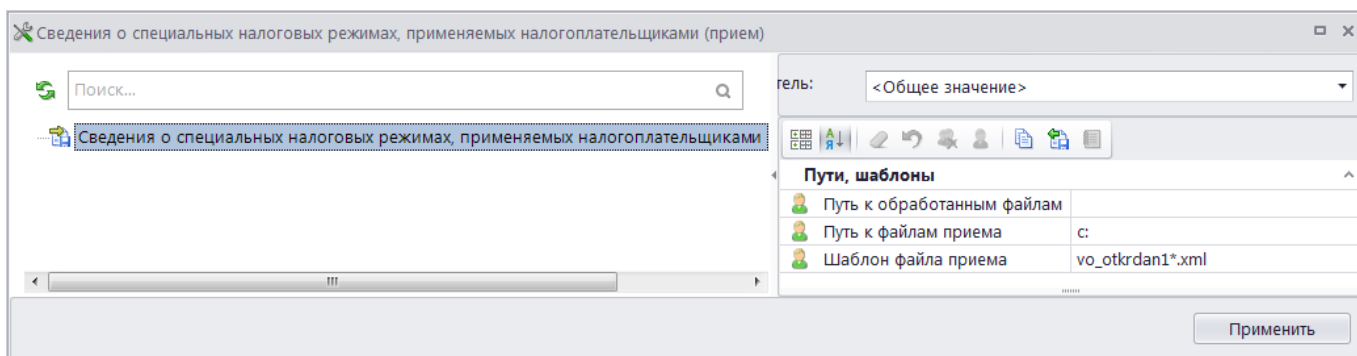 Сведения о специальных налоговых режимах, применяемых налогоплательщиками (прием)
Поиск...
тель:
<Общее значение>
Сведения о специальных налоговых режимах, применяемых налогоплательщиками
Пути, шаблоны
Путь к обработанным файлам
Путь к файлам приема c:
Шаблон файла приема vo_otkrdan1*.xml
Применить